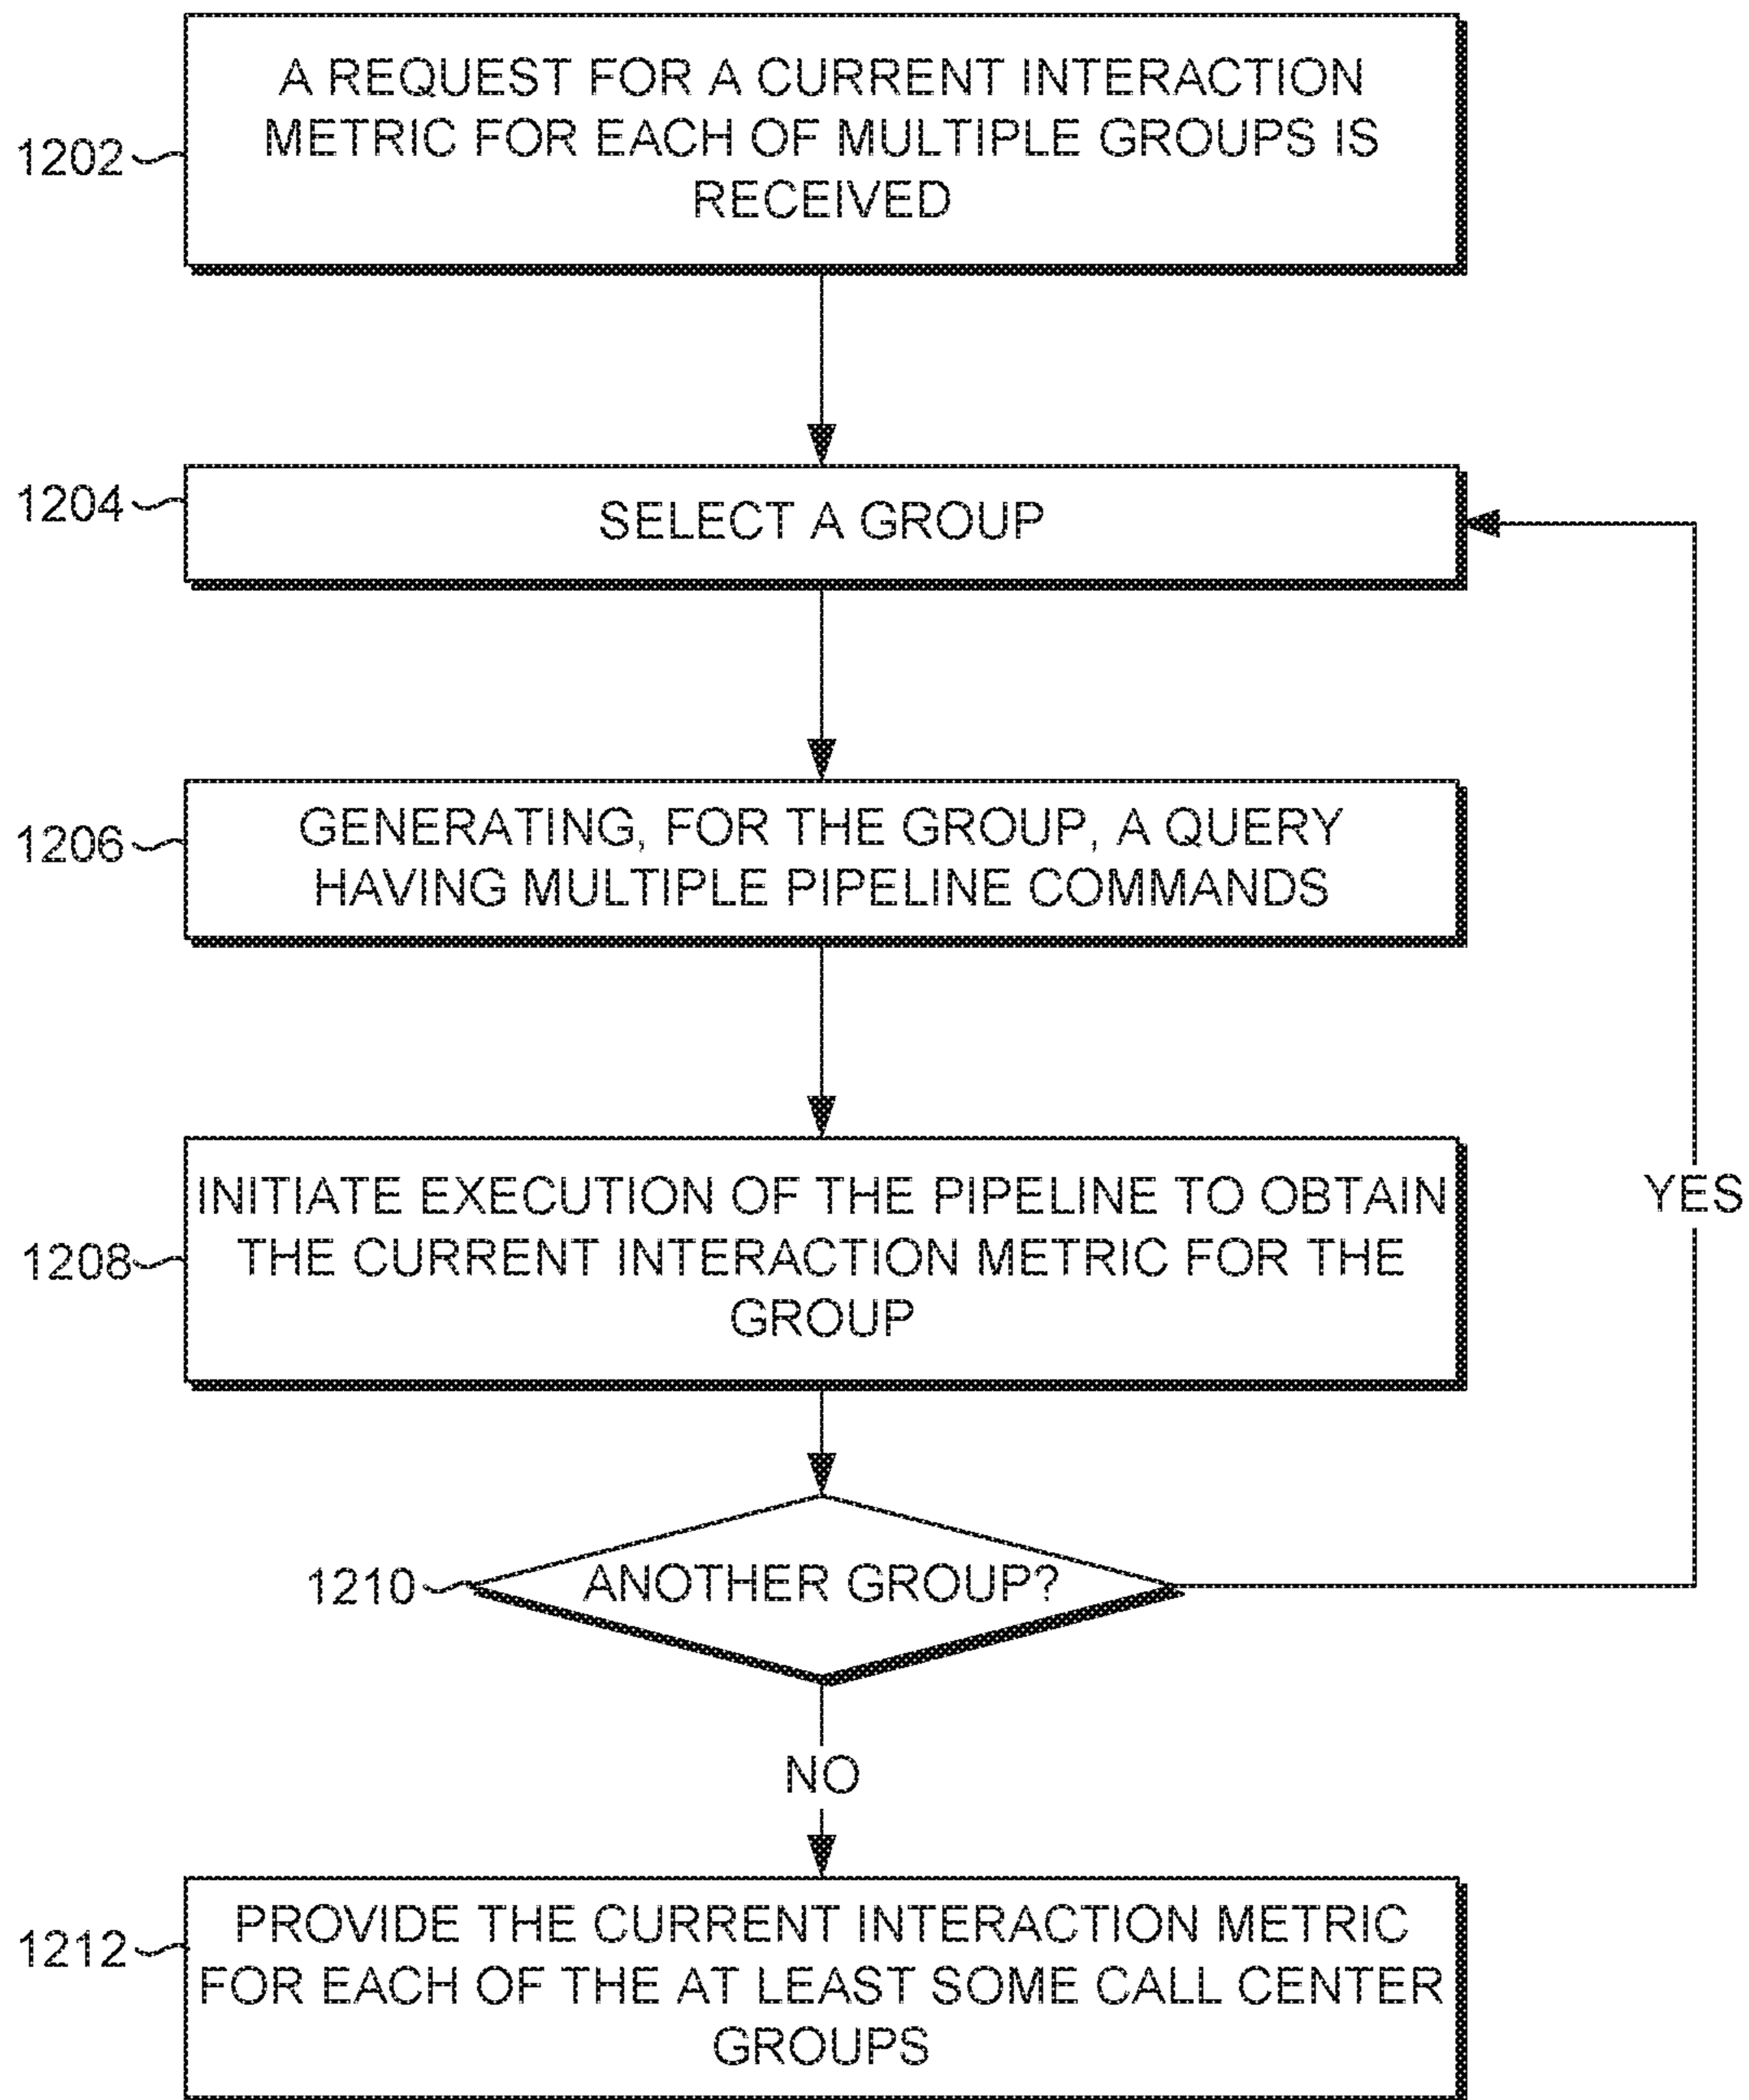 A REQUEST FOR A CURRENT INTERACTION
METRIC FOR EACH OF MULTIPLE GROUPS IS
RECEIVED
1202
1204
SELECT A GROUP
1206
GENERATING, FOR THE GROUP, A QUERY
HAVING MULTIPLE PIPELINE COMMANDS
INITIATE EXECUTION OF THE PIPELINE TO OBTAIN
THE CURRENT INTERACTION METRIC FOR THE
GROUP
1208
YES
1210
ANOTHER GROUP?
NO
1212
PROVIDE THE CURRENT INTERACTION METRIC
FOR EACH OF THE AT LEAST SOME CALL CENTER
GROUPS